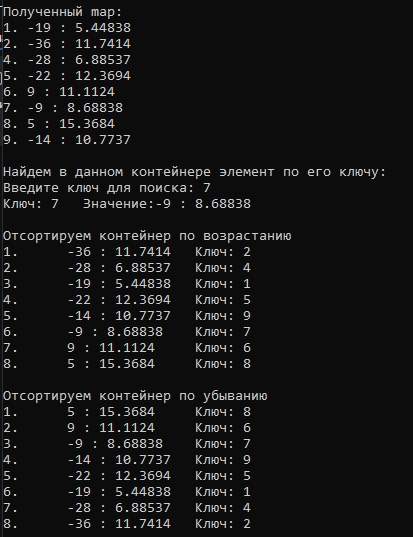 Полученный map:
1. -19 : 5.44838
2. -36 : 11.7414
4. -28 : 6.88537
5. -22 : 12.3694
6. 9 : 11.1124
7. -9 : 8.68838
8. 5 : 15.3684
9. -14 : 10.7737
Найдем в данном контейнере элемент по его ключу:
Введите ключ для поиска: 7
Ключ: 7 Значение:-9 : 8.68838
Отсортируем контейнер по возрастанию
1. -36 : 11.7414 Ключ: 2
2. -28 : 6.88537 Ключ: 4
3. -19 : 5.44838 Ключ: 1
4. -22 : 12.3694 Ключ: 5
5. -14 : 10.7737 Ключ: 9
6. -9 : 8.68838 Ключ: 7
7. 9 : 11.1124 Ключ: 6
8. 5 : 15.3684 Ключ: 8
Отсортируем контейнер по убыванию
1. 5 : 15.3684 Ключ: 8
2. 9 : 11.1124 Ключ: 6
3. -9 : 8.68838 Ключ: 7
4. -14 : 10.7737 Ключ: 9
5. -22 : 12.3694 Ключ: 5
6. -19 : 5.44838 Ключ: 1
7. -28 : 6.88537 Ключ: 4
8. -36 : 11.7414 Ключ: 2